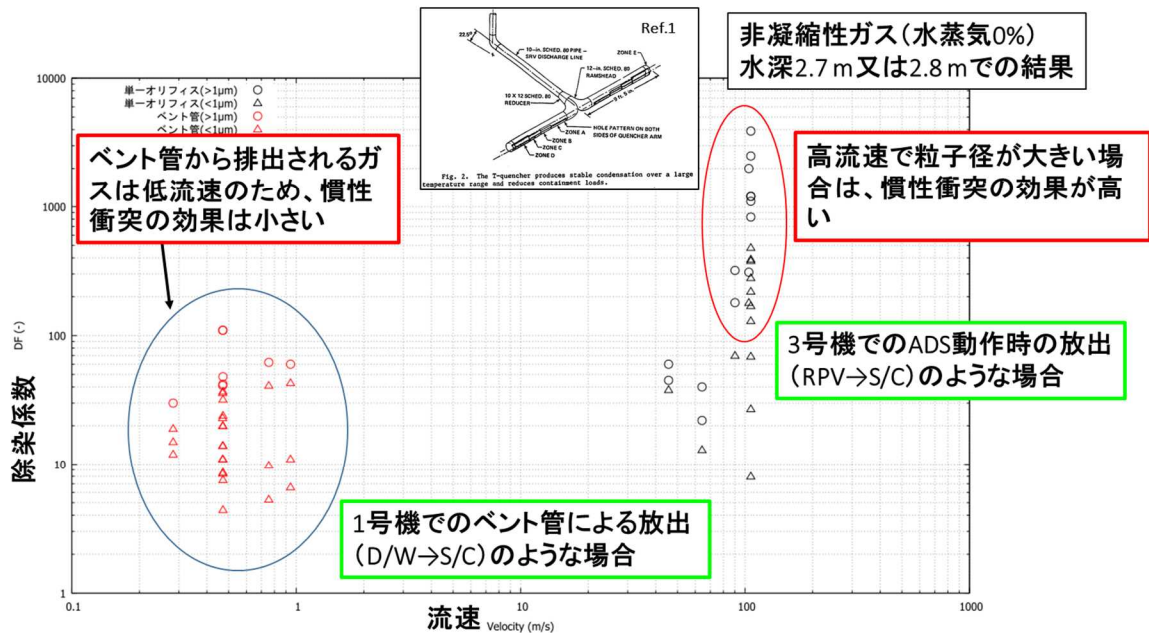 Ref.1
22.5°
10-in. SCHED. 80 PIPE –
SRV DISCHARGE LINE
ZONE E
12-in. SCHED. 80
RAMSHEAD
10 X 12 SCHED. 80
REDUCER
9 ft. 9 in.
ZONE A
ZONE B
ZONE C
ZONE D
HOLE PATTERN ON BOTH
SIDES OF QUENCHER ARM
Fig. 2. The T-quencher produces stable condensation over a large
temperature range and reduces containment loads.
非凝縮性ガス(水蒸気0%)
水深2.7 m又は2.8 mでの結果
単一オリフィス(>1μm)
単一オリフィス(<1μm)
ベント管(>1μm)
ベント管(<1μm)
ベント管から排出されるガ
スは低流速のため、慣性
衝突の効果は小さい
高流速で粒子径が大きい場
合は、慣性衝突の効果が高
い
3号機でのADS動作時の放出
(RPV→S/C)のような場合
1号機でのベント管による放出
(D/W→S/C)のような場合
10000
1000
100
10
1
除染係数
DF (-)
0.1
1
10
100
1000
流速
Velocity (m/s)